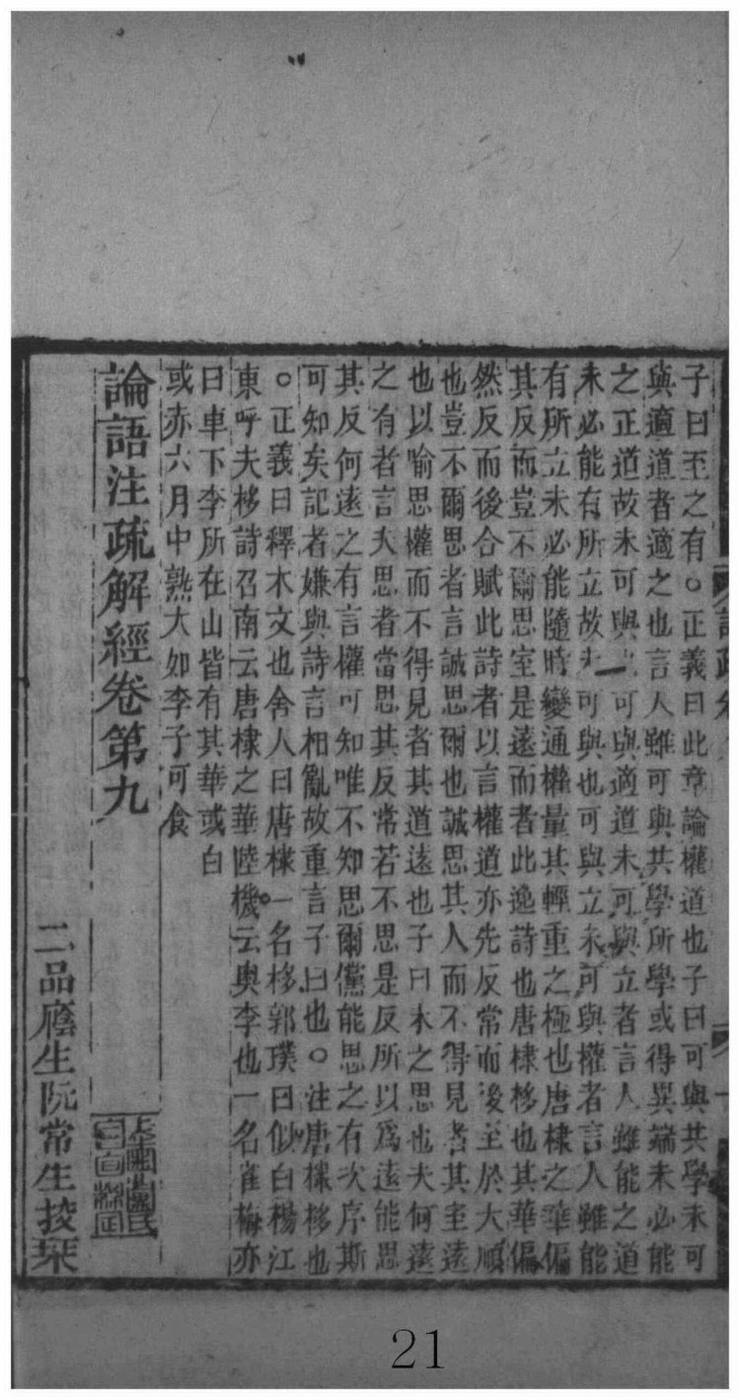 子曰至之有○正義曰此章論權道也子曰可與共學未可
與適道者適之也言人雖可與共學所學或得異端未必能
之正道故未可與也可與適道未可與立者言人雖能之道
未必能有所立故未可與也可與立未可與權者言人雖能
有所立未必能隨時變通權量其輕重之極也唐棣之華偏
其反而豈不爾思室是遠而者此逸詩也唐棣栘也其華偏
然反而後合賦此詩者以言權道亦先反常而後至於大順
也豈不爾思者言誠思爾也誠思其人而不得見者其室遠
也以喻思權而不得見者其道遠也子曰未之思也夫何遠
之有者言夫思者當思其反常若不思是反所以為遠能思
其反何遠之有言權可知唯不知思爾儻能思之有次序斯
可知矣記者嫌與詩言相亂故重言子曰也○注唐棣栘也
○正義曰釋木文也舍人曰唐棣一名栘郭璞曰似白楊江
東呼夫栘詩召南云唐棣之華陸機云奧李也一名雀梅亦
曰車下李所在山皆有其華或白
或赤六月中熟大如李子可食
論語注疏解經卷第九
二品廕生阮常生挍栞
21